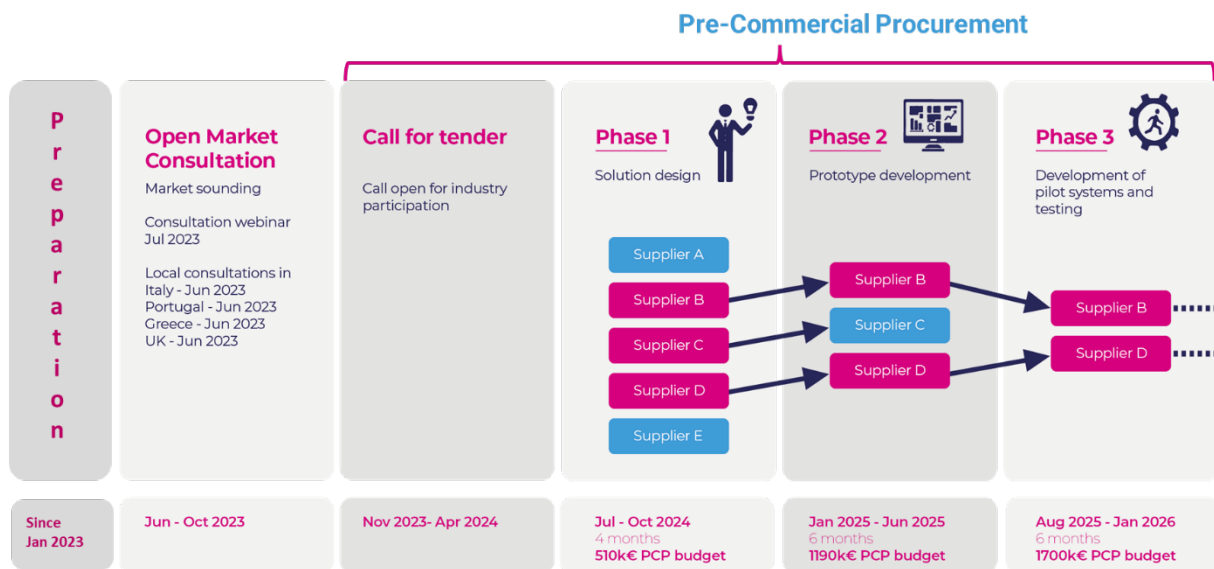 Pre-Commercial Procurement
Preparation
Open Market
Consultation
Market sounding
Consultation webinar
Jul 2023
Local consultations in
Italy - Jun 2023
Portugal - Jun 2023
Greece - Jun 2023
UK - Jun 2023
Call for tender
Call open for industry
participation
Phase 1
Solution design
Supplier A
Supplier B
Supplier C
Supplier D
Supplier E
Phase 2
Prototype development
Supplier B
Supplier C
Supplier D
Phase 3
Development of
pilot systems and
testing
Supplier B
Supplier D
Since
Jan 2023
Jun - Oct 2023
Nov 2023- Apr 2024
Jul - Oct 2024
4 months
510k€ PCP budget
Jan 2025 - Jun 2025
6 months
1190k€ PCP budget
Aug 2025 - Jan 2026
6 months
1700k€ PCP budget